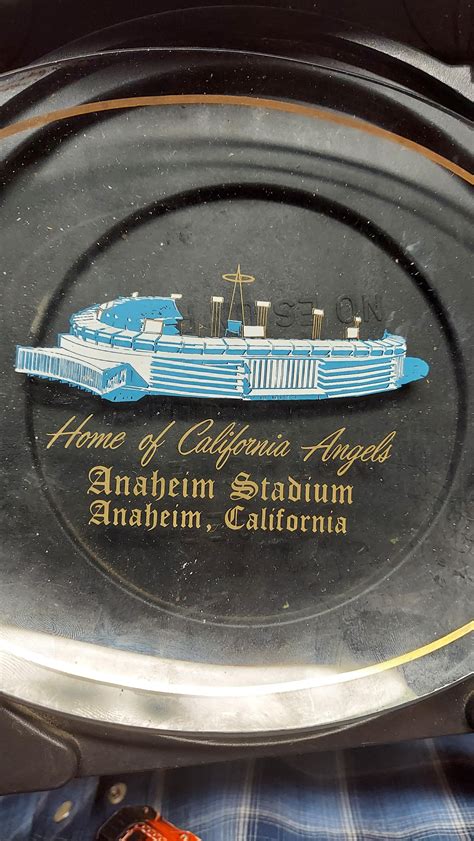 Home of California Angels
Anaheim Stadium
Anaheim, California